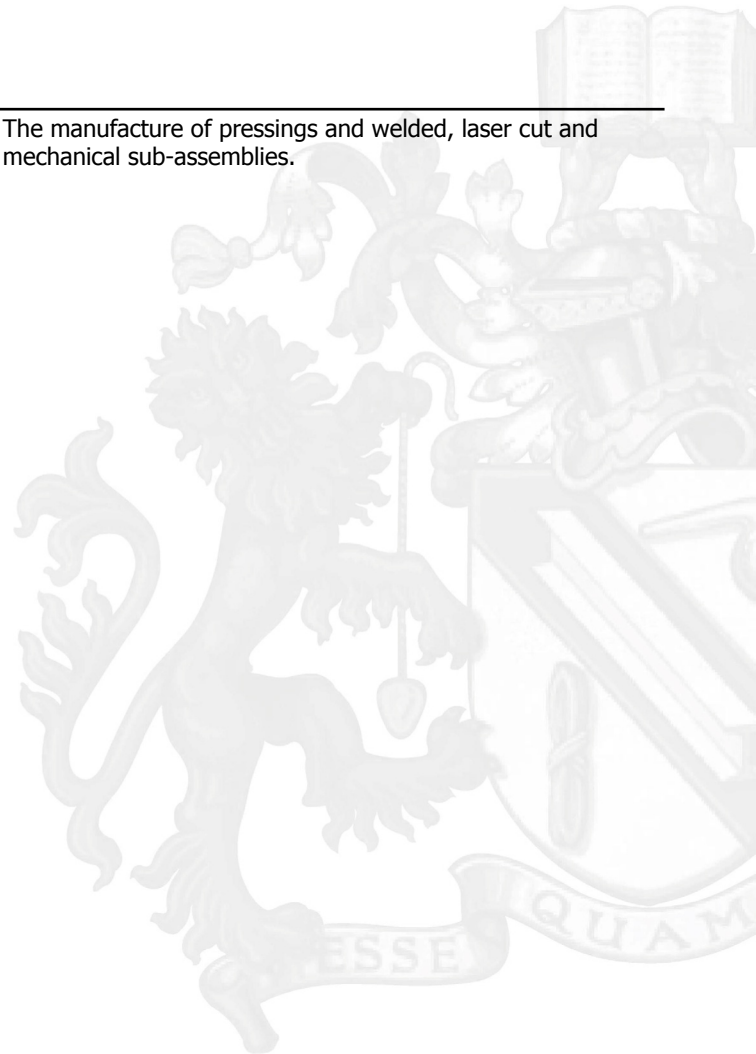 The manufacture of pressings and welded, laser cut and
mechanical sub-assemblies.
ESSE QUAM